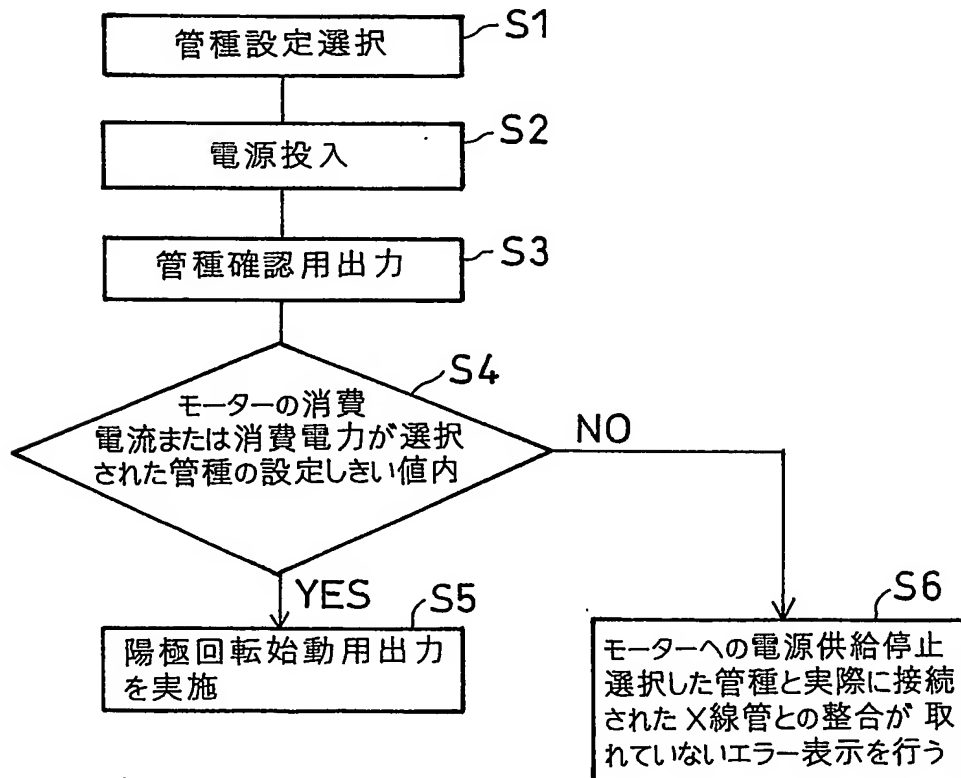 管種設定選択
S1
電源投入
S2
管種確認用出力
S3
S4
モーターの消費
電流または消費電力が選択
された管種の設定しきい値内
NO
YES
S5
陽極回転始動用出力
を実施
S6
モーターへの電源供給停止
選択した管種と実際に接続
されたX線管との整合が取
れていないエラー表示を行う